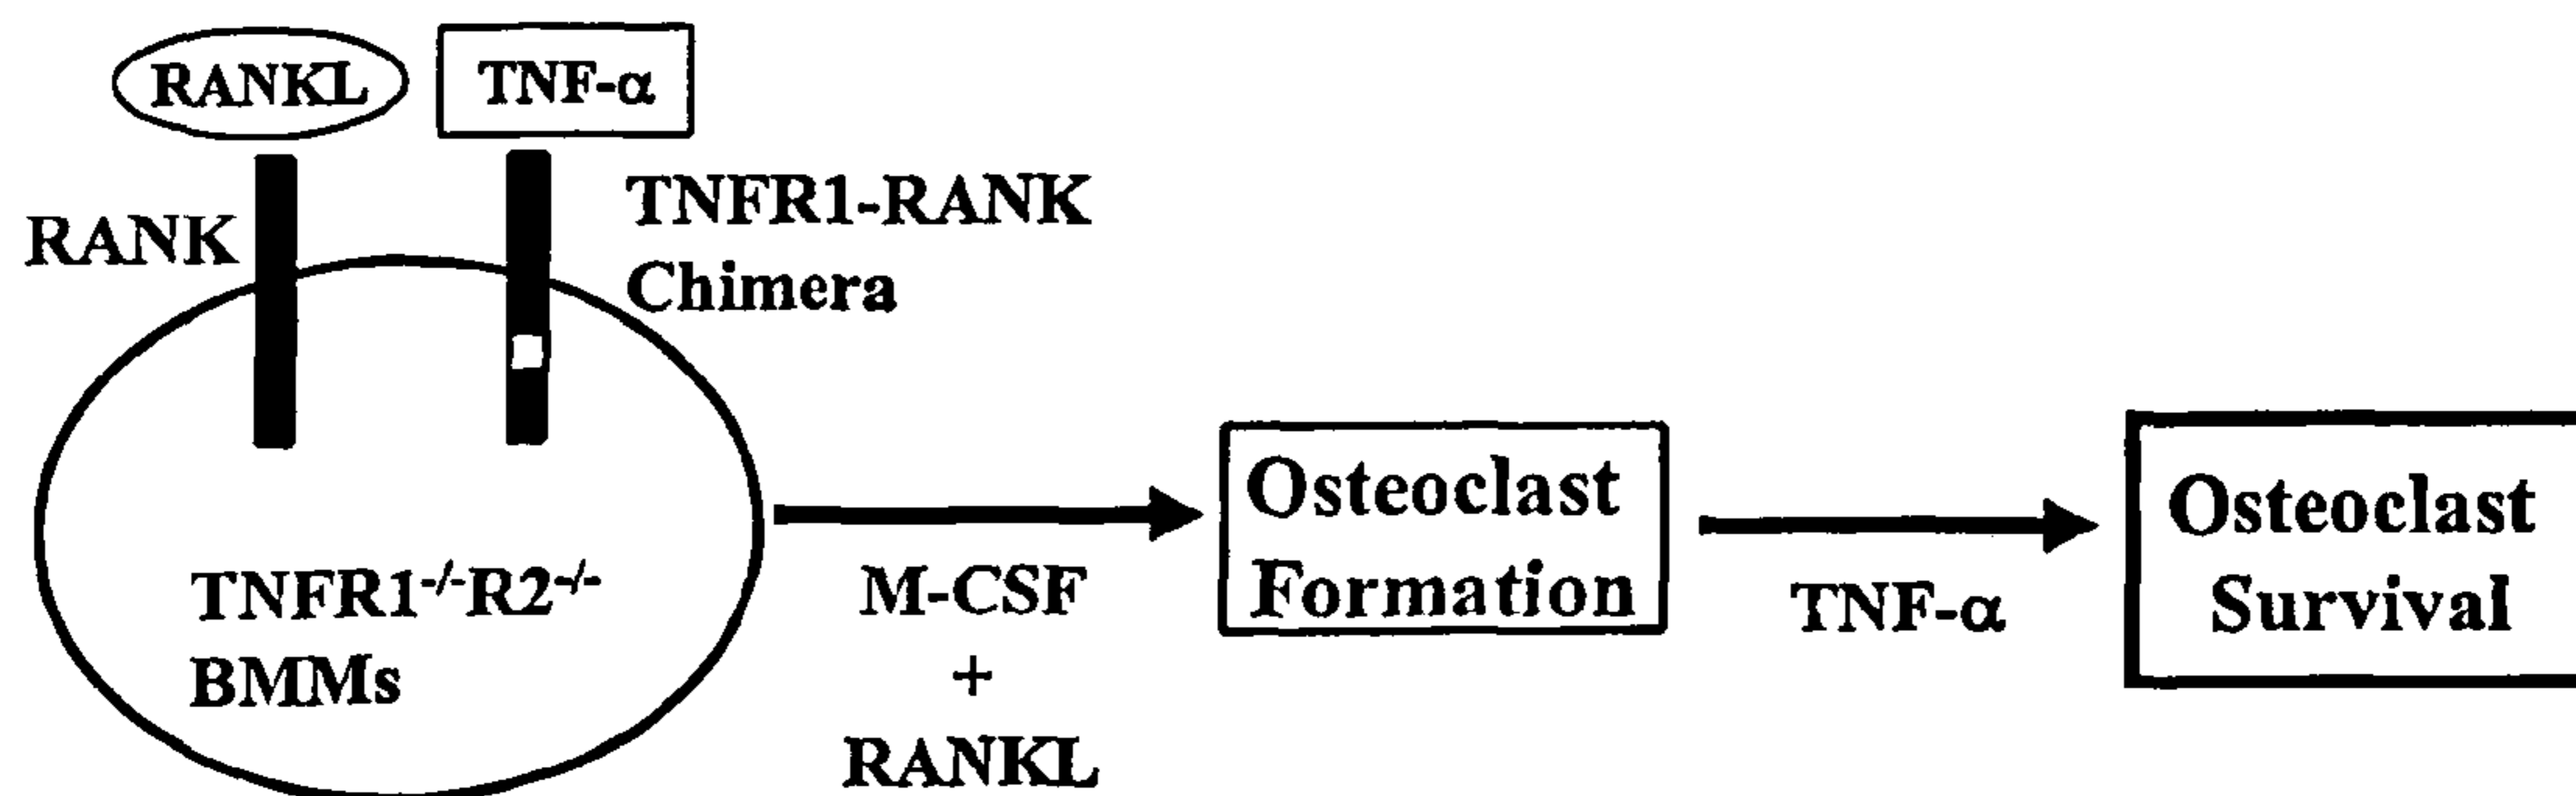 RANKL
TNF-α
RANK
TNFR1-RANK
Chimera
TNFR1-/-R2-/-
BMMs
M-CSF
+
RANKL
Osteoclast
Formation
TNF-α
Osteoclast
Survival